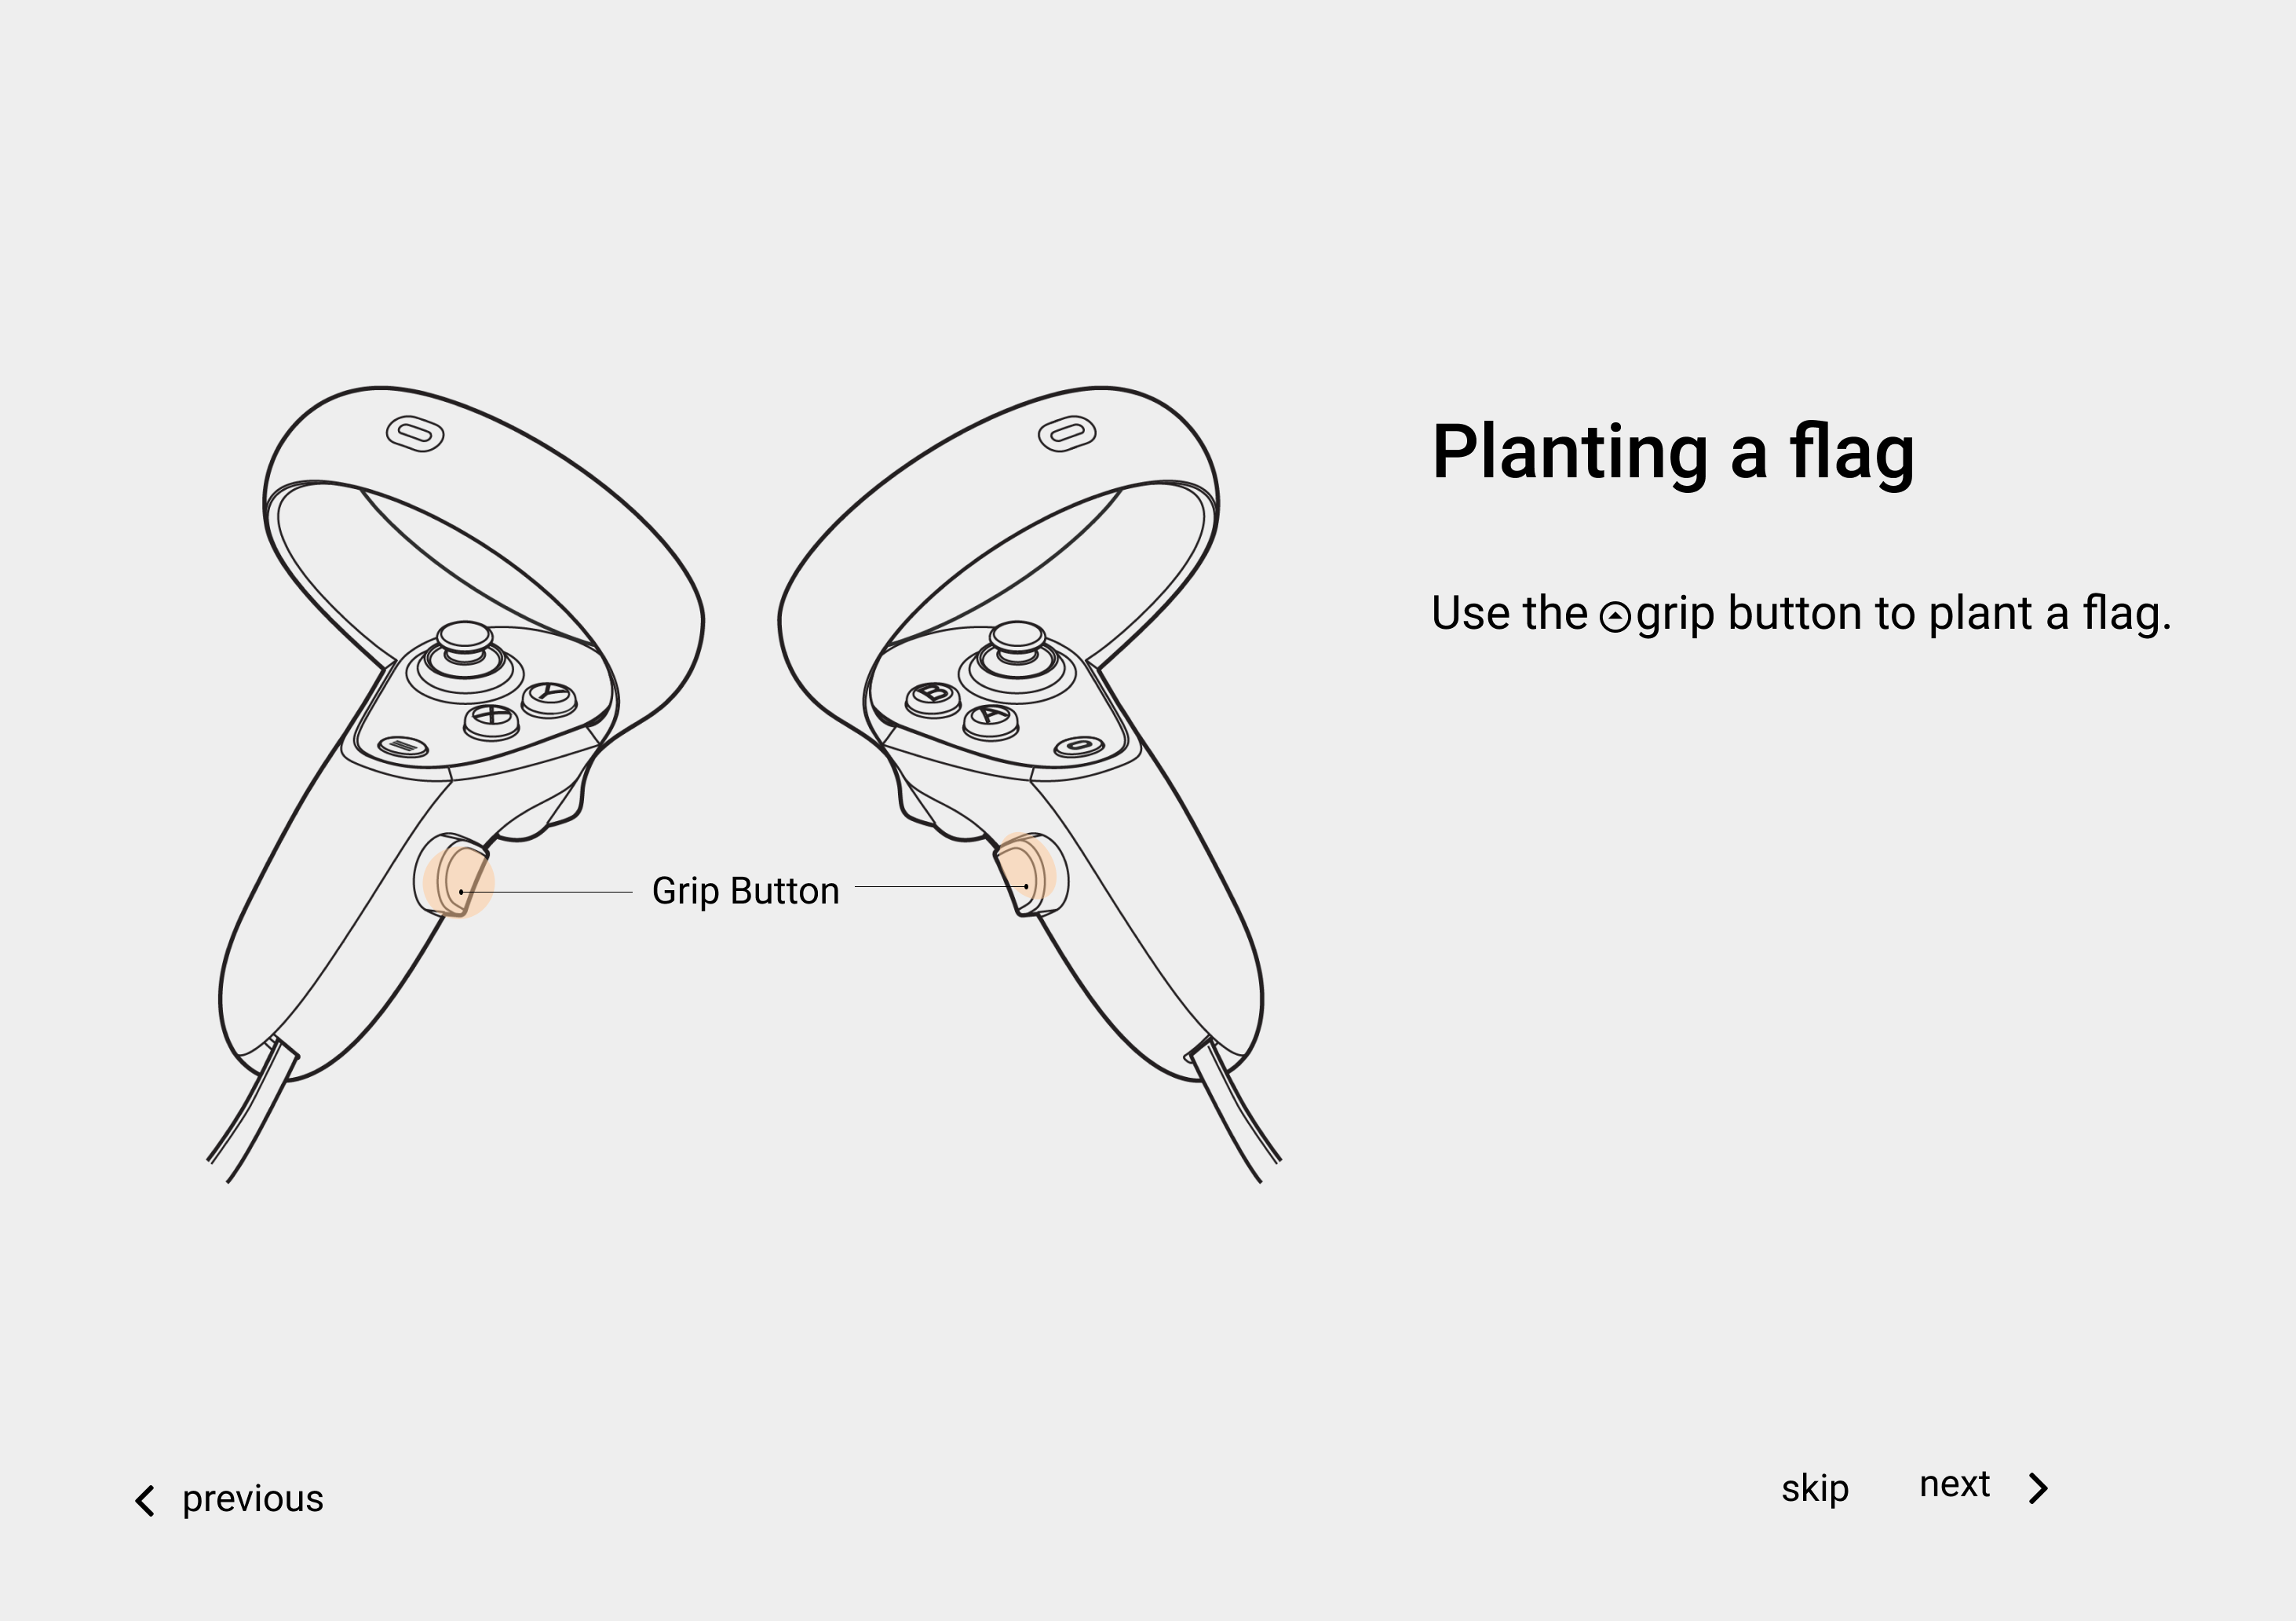 Planting a flag
Use the grip button to plant a flag.
Y
X
B
A
Grip Button
previous
skip
next